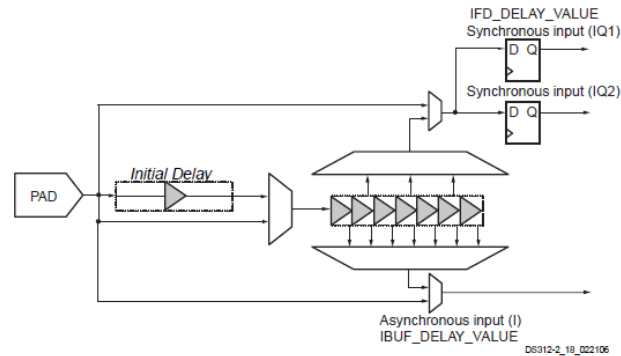 IFD_DELAY_VALUE
Synchronous input (IQ1)
D Q
Synchronous input (IQ2)
D Q
Initial Delay
PAD
Asynchronous input (I)
IBUF_DELAY_VALUE
DS312-2_18_022106